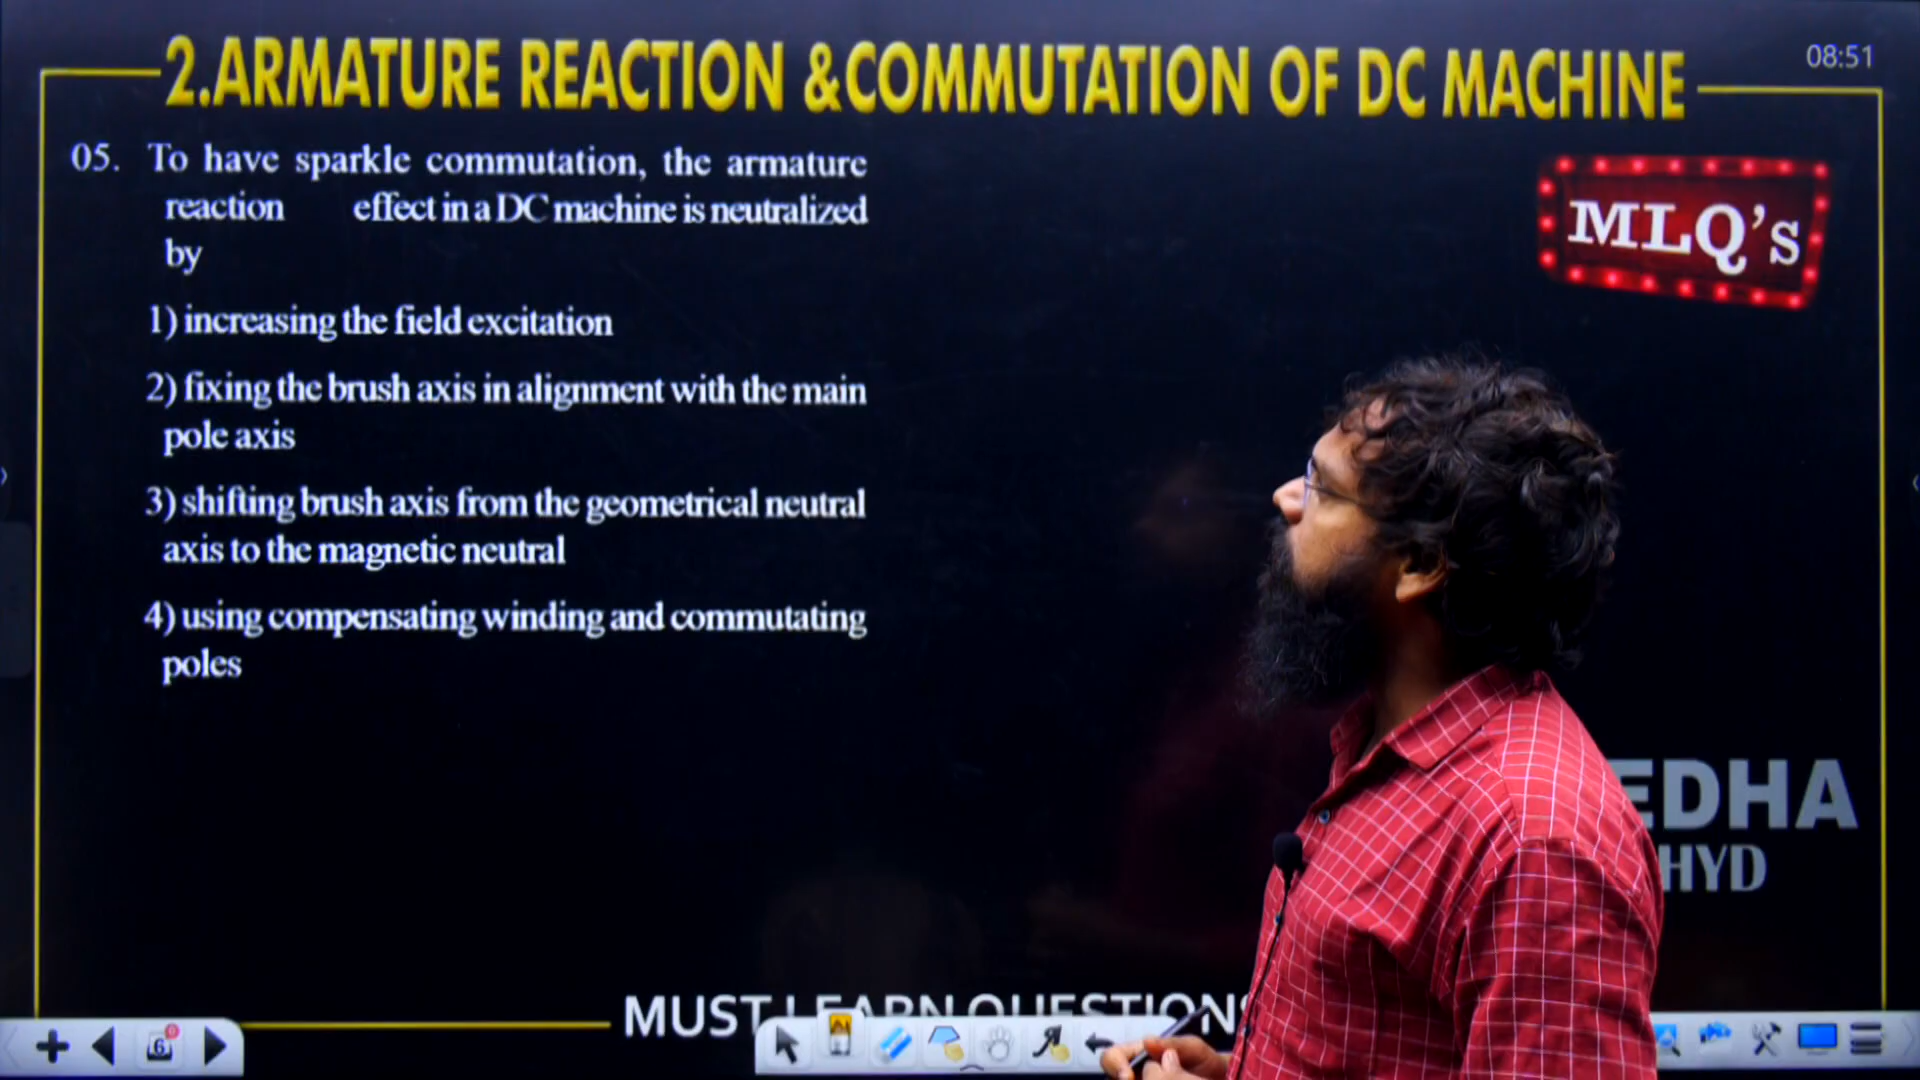 2.ARMATURE REACTION &COMMUTATION OF DC MACHINE
08:51
MLQ's
05. To have sparkle commutation, the armature
reaction effect in a DC machine is neutralized
by
1) increasing the field excitation
2) fixing the brush axis in alignment with the main
pole axis
3) shifting brush axis from the geometrical neutral
axis to the magnetic neutral
4) using compensating winding and commutating
poles
EDHA
HYD
MUST LEARN QUESTIONS
6